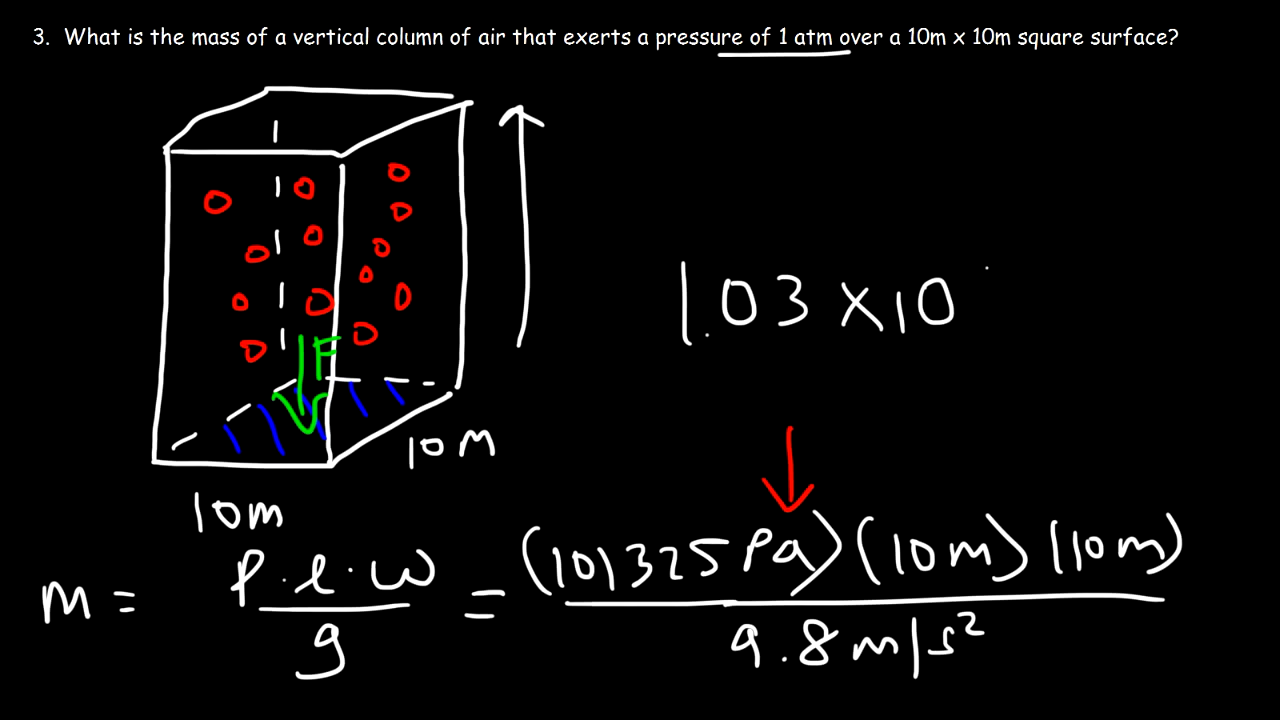 3. What is the mass of a vertical column of air that exerts a pressure of 1 atm over a 10m x 10m square surface?
F
1.03 × 10
10m
10m
m = P·l·w / g = (101325 Pa)(10m)(10m) / 9.8 m/s²